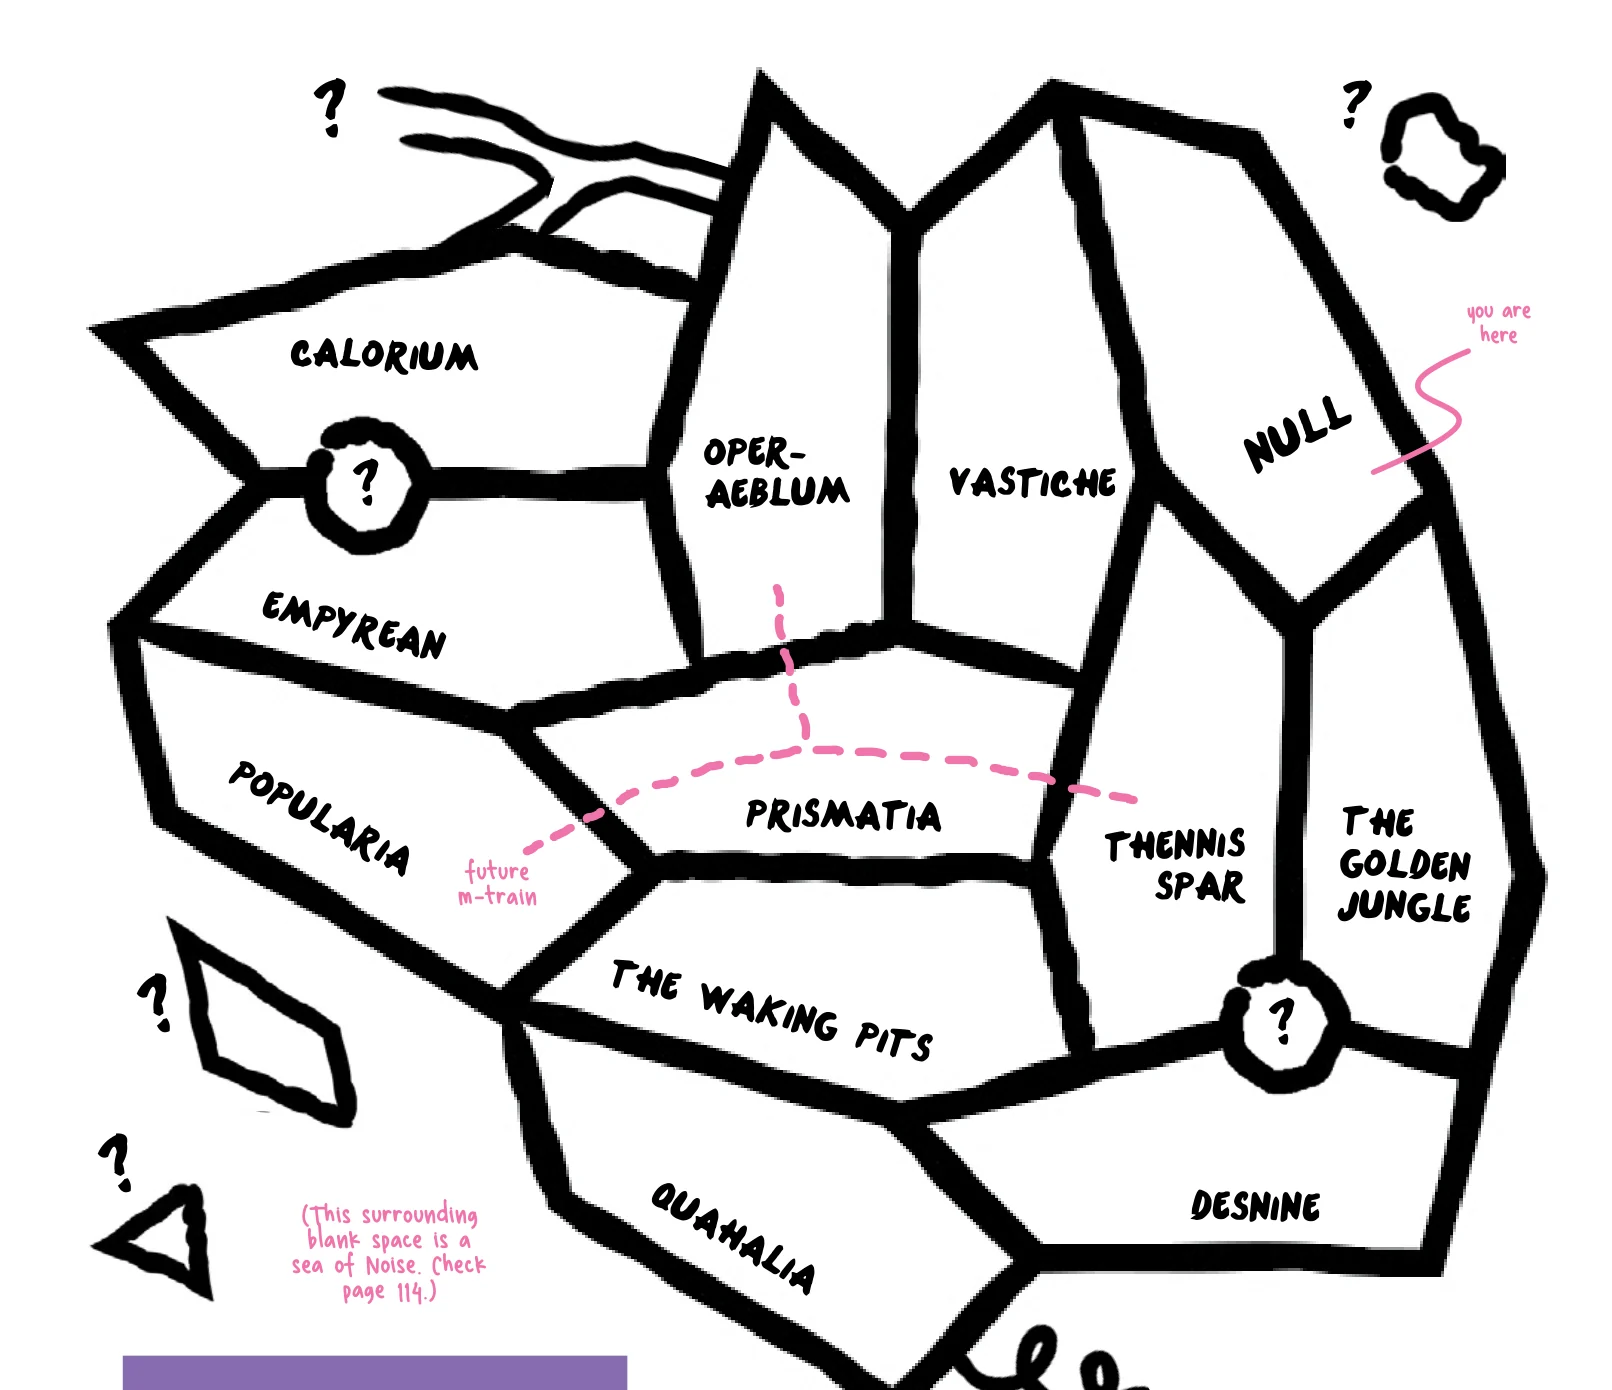 ?
?
you are
here
CALORIUM
?
OPER-
AEBLUM
VASTICHE
NULL
EMPYREAN
POPULARIA
PRISMATIA
future
m-train
THENNIS
SPAR
THE
GOLDEN
JUNGLE
THE WAKING PITS
?
?
?
QUAHALIA
DESNINE
(This surrounding
blank space is a
sea of Noise. Check
page 114.)